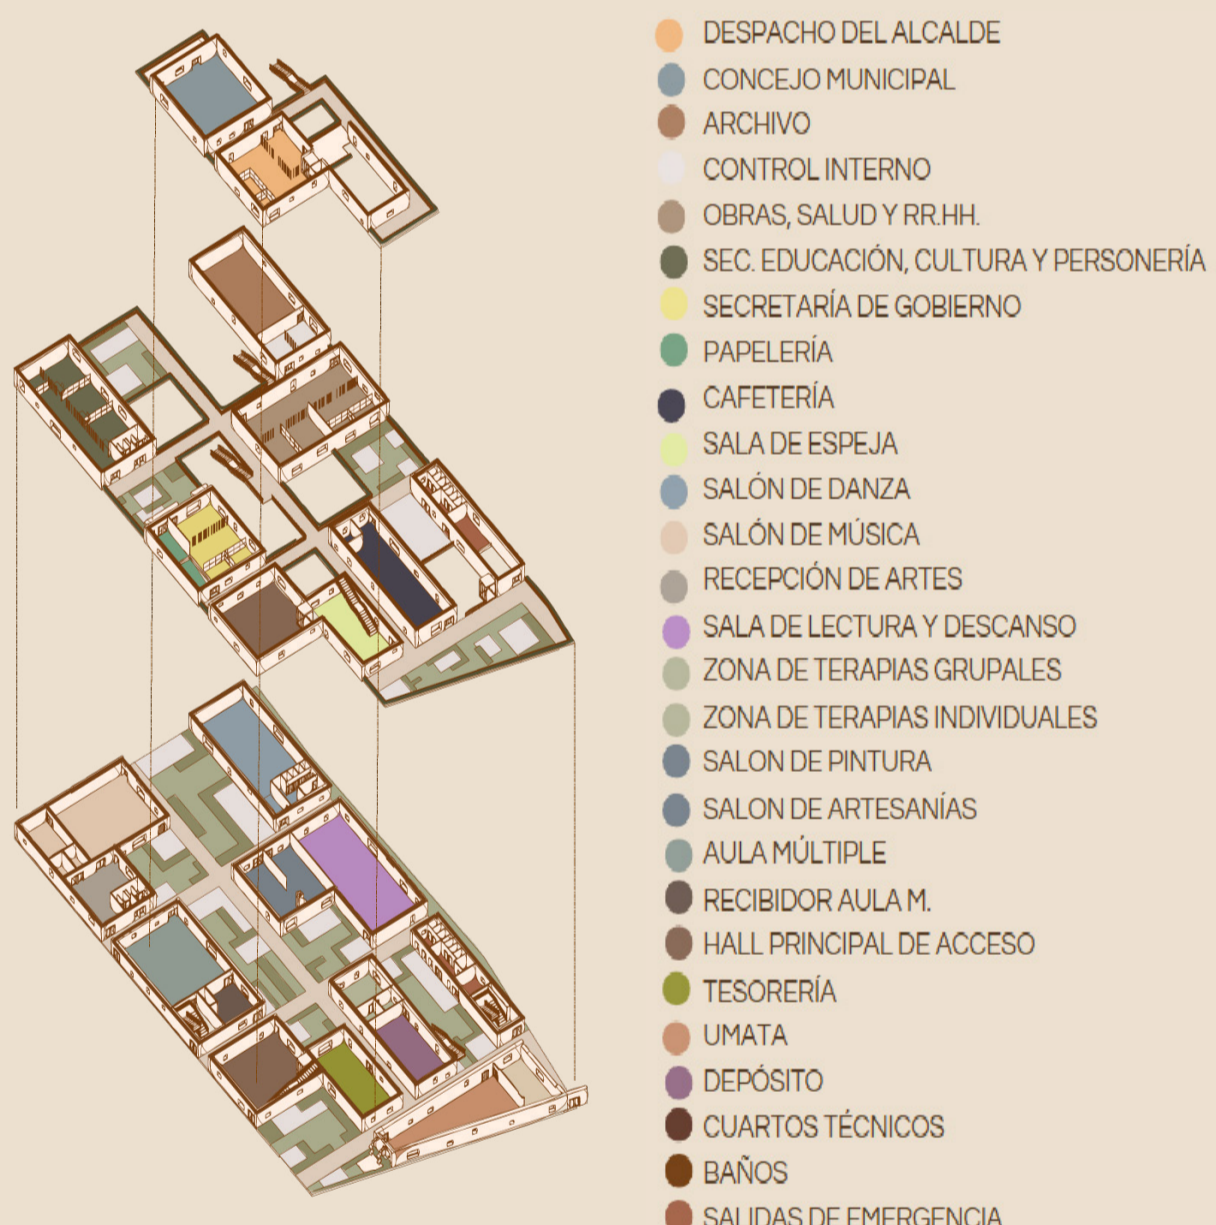 DESPACHO DEL ALCALDE
CONCEJO MUNICIPAL
ARCHIVO
CONTROL INTERNO
OBRAS, SALUD Y RR.HH.
SEC. EDUCACIÓN, CULTURA Y PERSONERÍA
SECRETARÍA DE GOBIERNO
PAPELERÍA
CAFETERÍA
SALA DE ESPEJA
SALÓN DE DANZA
SALÓN DE MÚSICA
RECEPCIÓN DE ARTES
SALA DE LECTURA Y DESCANSO
ZONA DE TERAPIAS GRUPALES
ZONA DE TERAPIAS INDIVIDUALES
SALON DE PINTURA
SALON DE ARTESANÍAS
AULA MÚLTIPLE
RECIBIDOR AULA M.
HALL PRINCIPAL DE ACCESO
TESORERÍA
UMATA
DEPÓSITO
CUARTOS TÉCNICOS
BAÑOS
SALIDAS DE EMERGENCIA